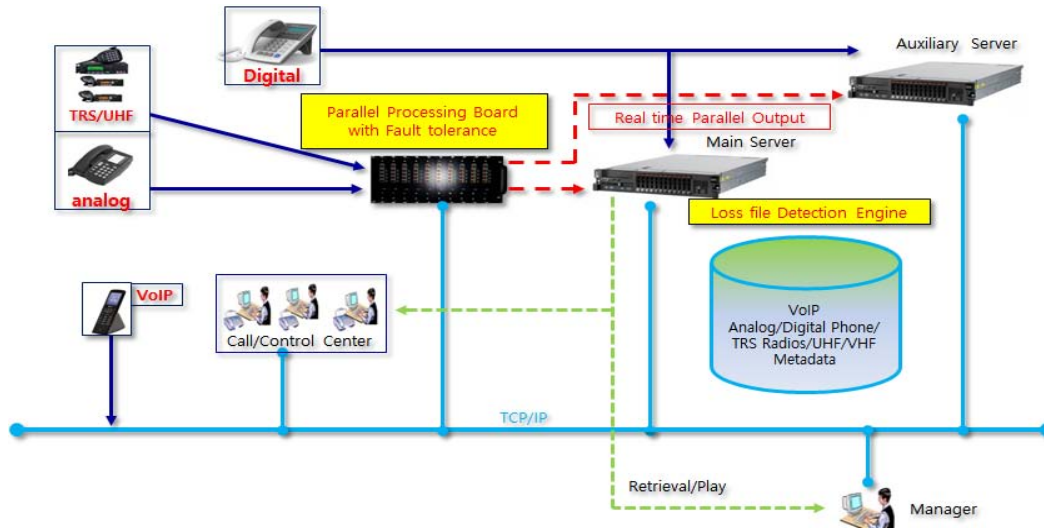 Digital
Auxiliary Server
TRS/UHF
Parallel Processing Board
with Fault tolerance
Real time Parallel Output
Main Server
analog
Loss file Detection Engine
VoIP
Call/Control Center
VoIP
Analog/Digital Phone/
TRS Radios/UHF/VHF
Metadata
TCP/IP
Retrieval/Play
Manager